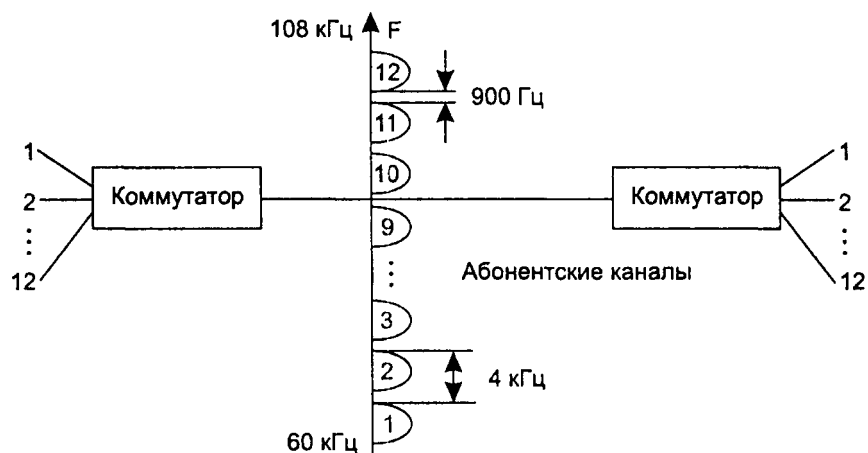 108 кГц F
12
900 Гц
11
1
1
10
Коммутатор
Коммутатор
2
2
9
⋮
⋮
⋮
Абонентские каналы
12
12
3
2
4 кГц
1
60 кГц